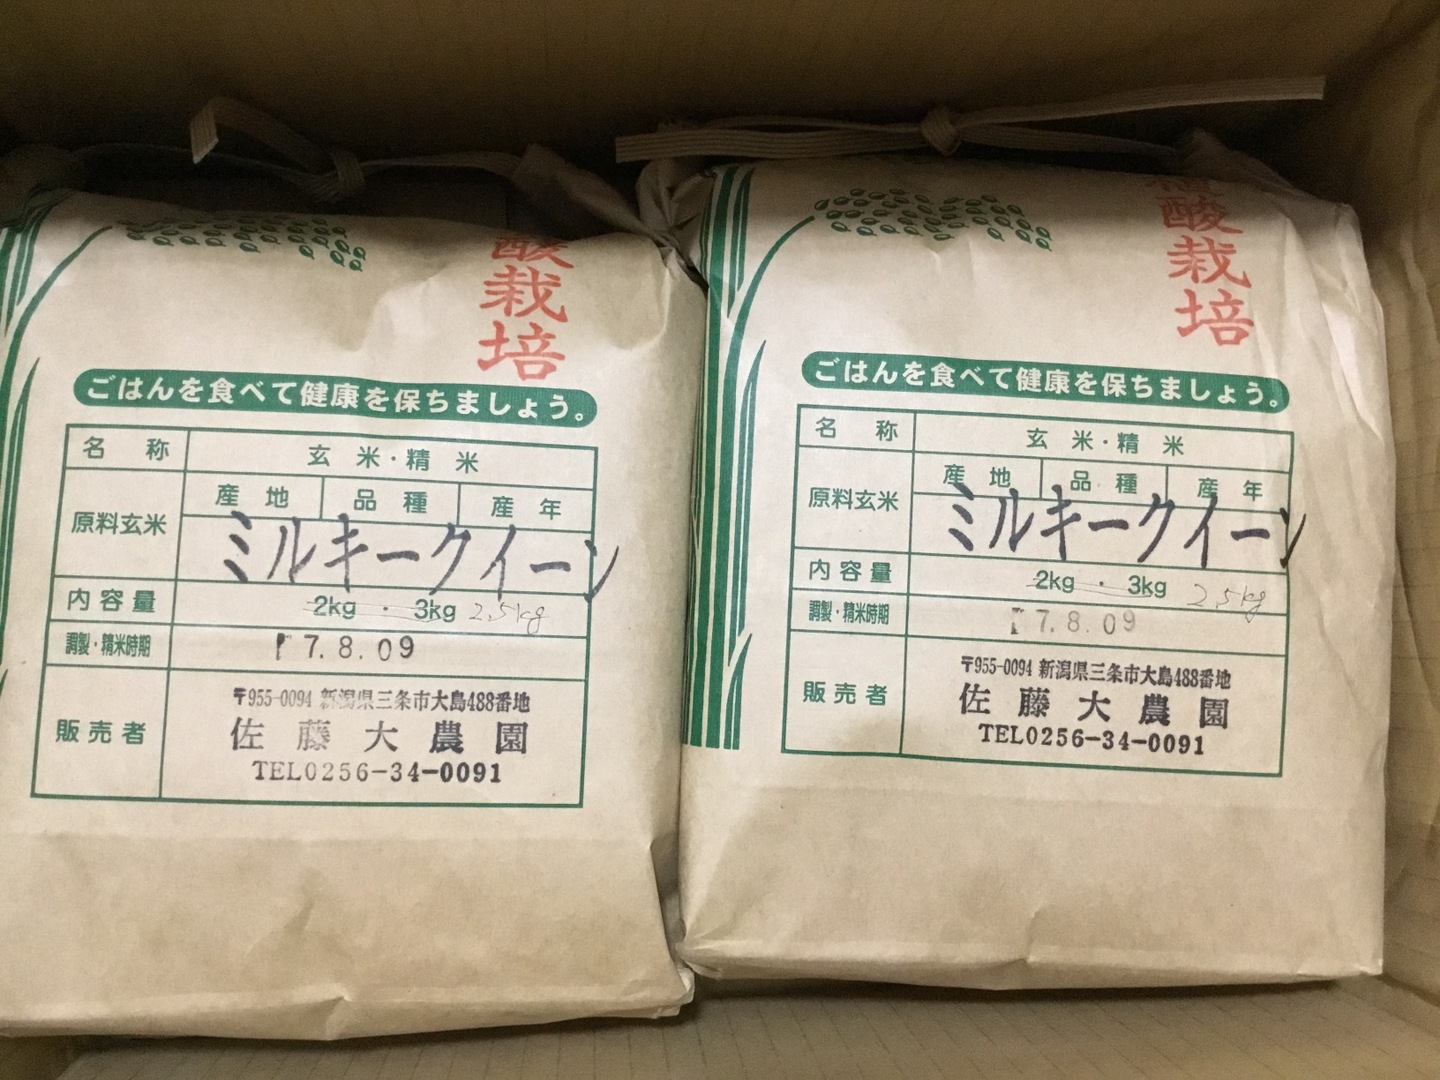 酸栽培
ごはんを食べて健康を保ちましょう。
名称 玄米・精米
原料玄米 産地 品種 産年
ミルキークイーン
内容量 2kg・3kg 2.5kg
調製・精米時期 17.8.09
販売者 〒955-0094 新潟県三条市大島488番地
佐藤大農園
TEL0256-34-0091
酸栽培
ごはんを食べて健康を保ちましょう。
名称 玄米・精米
原料玄米 産地 品種 産年
ミルキークイーン
内容量 2kg・3kg 2.5kg
調製・精米時期 17.8.09
販売者 〒955-0094 新潟県三条市大島488番地
佐藤大農園
TEL0256-34-0091